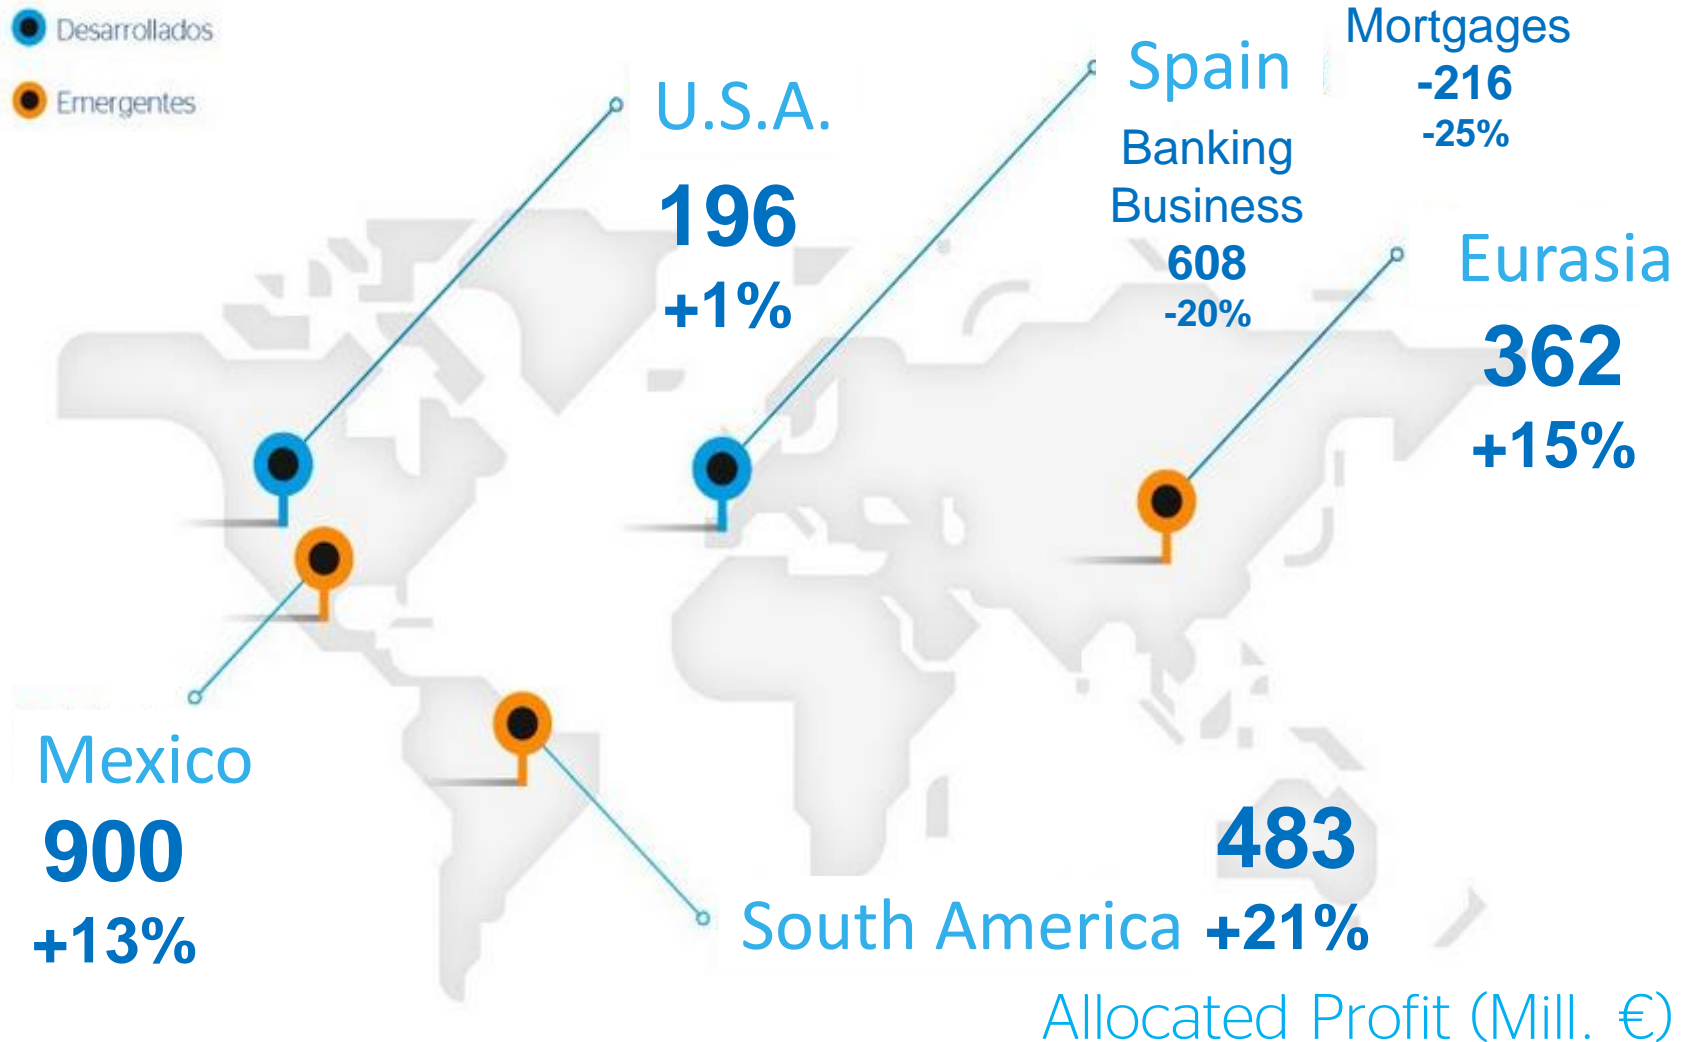 Desarrollados
Emergentes
U.S.A.
196
+1%
Spain
Banking
Business
608
-20%
Mortgages
-216
-25%
Eurasia
362
+15%
Mexico
900
+13%
South America
483
+21%
Allocated Profit (Mill. €)